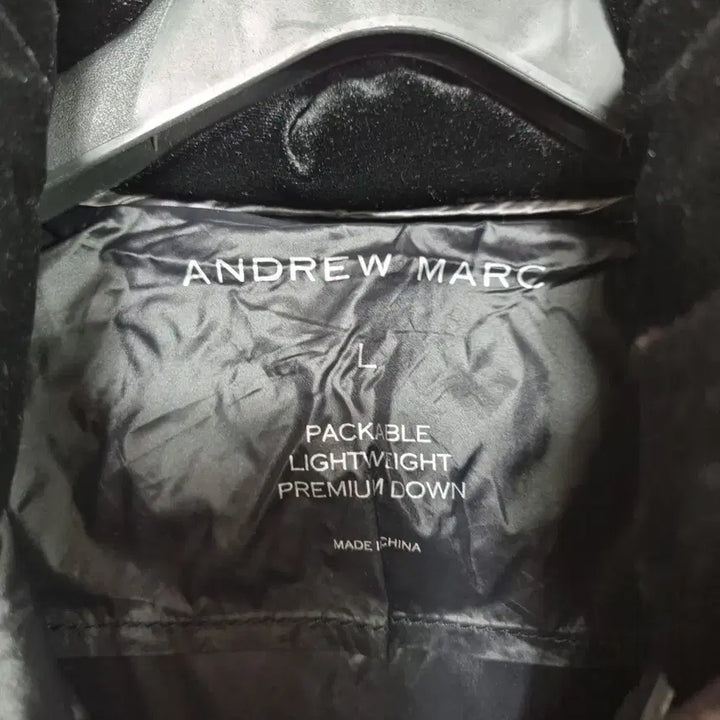 ANDREW MARC
L
PACKABLE
LIGHTWEIGHT
PREMIUM DOWN
MADE IN CHINA